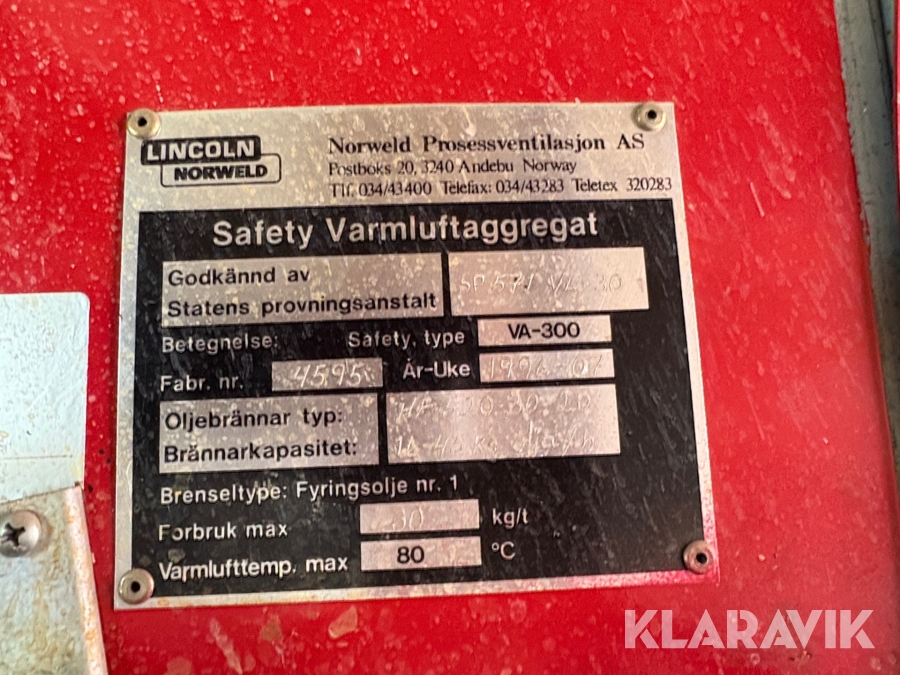 LINCOLN
NORWELD
Norweld Prosessventilasjon AS
Postboks 20, 3240 Andebu Norway
Tlf. 034/43400 Telefax: 034/43283 Teletex 320283
Safety Varmluftaggregat
Godkännd av
Statens provningsanstalt
Betegnelse: Safety, type VA-300
Fabr. nr. 4595 År-Uke
Oljebrännar typ:
Brännarkapasitet:
Brenseltype: Fyringsolje nr. 1
Forbruk max 30 kg/t
Varmlufttemp. max 80 °C
KLARAVIK